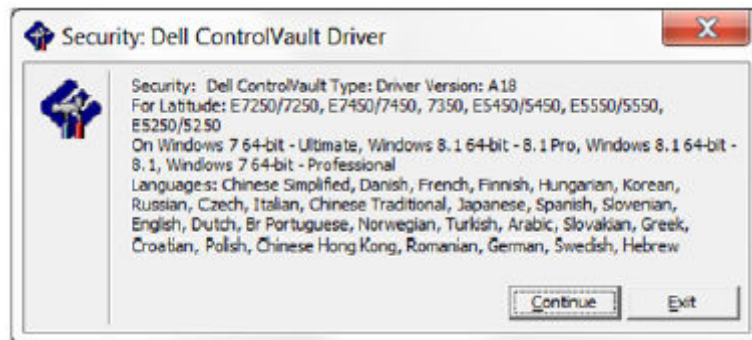 Security: Dell ControlVault Driver
Security: Dell ControlVault Type: Driver Version: A18
For Latitude: E7250/7250, E7450/7450, 7350, E5450/5450, E5550/5550,
E5250/5250
On Windows 7 64-bit - Ultimate, Windows 8.1 64-bit - 8.1 Pro, Windows 8.1 64-bit -
8.1, Windows 7 64-bit - Professional
Languages: Chinese Simplified, Danish, French, Finnish, Hungarian, Korean,
Russian, Czech, Italian, Chinese Traditional, Japanese, Spanish, Slovenian,
English, Dutch, Br Portuguese, Norwegian, Turkish, Arabic, Slovakian, Greek,
Croatian, Polish, Chinese Hong Kong, Romanian, German, Swedish, Hebrew
Continue
Exit